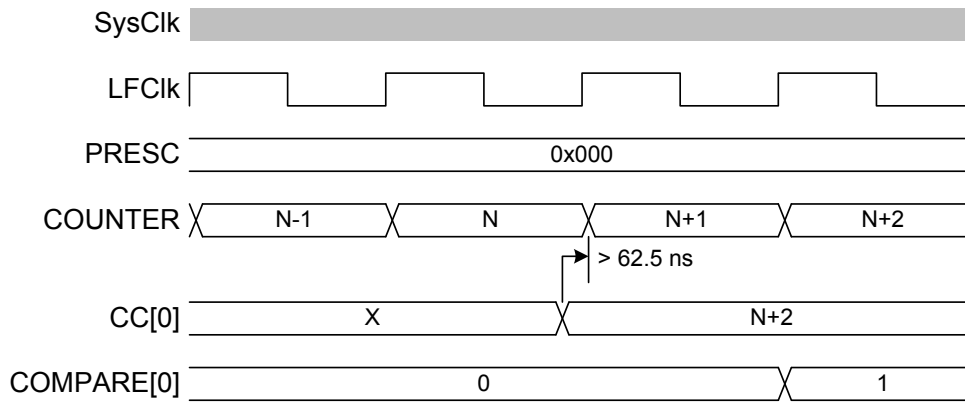 SysClk
LFClk
PRESC 0x000
COUNTER N-1 N N+1 N+2
> 62.5 ns
CC[0] X N+2
COMPARE[0] 0 1